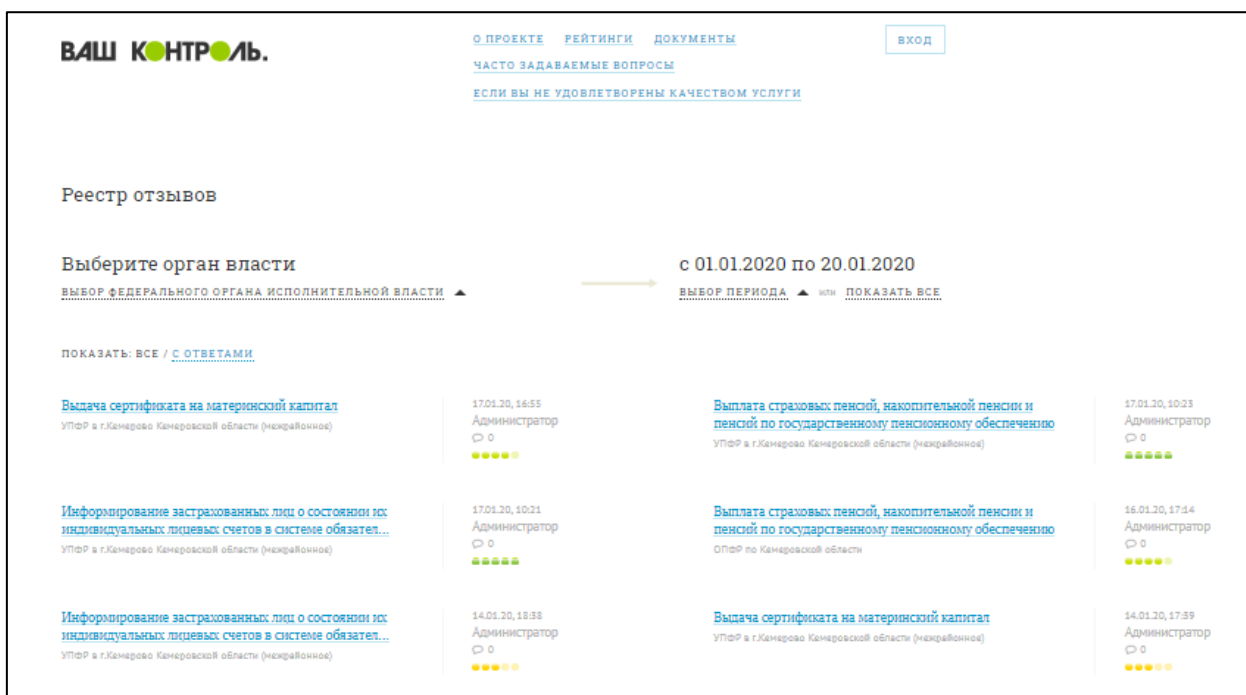 ВАШ КОНТРОЛЬ.
О ПРОЕКТЕ РЕЙТИНГИ ДОКУМЕНТЫ
ЧАСТО ЗАДАВАЕМЫЕ ВОПРОСЫ
ЕСЛИ ВЫ НЕ УДОВЛЕТВОРЕНЫ КАЧЕСТВОМ УСЛУГИ
ВХОД
Реестр отзывов
Выберите орган власти
ВЫБОР ФЕДЕРАЛЬНОГО ОРГАНА ИСПОЛНИТЕЛЬНОЙ ВЛАСТИ
с 01.01.2020 по 20.01.2020
ВЫБОР ПЕРИОДА или ПОКАЗАТЬ ВСЕ
ПОКАЗАТЬ: ВСЕ / С ОТВЕТАМИ
Выдача сертификата на материнский капитал
УПФР в г.Кемерово Кемеровской области (межрайонное)
17.01.20, 16:55
Администратор
0
Выплата страховых пенсий, накопительной пенсии и
пенсий по государственному пенсионному обеспечению
УПФР в г.Кемерово Кемеровской области (межрайонное)
17.01.20, 10:23
Администратор
0
Информирование застрахованных лиц о состоянии их
индивидуальных лицевых счетов в системе обязател...
УПФР в г.Кемерово Кемеровской области (межрайонное)
17.01.20, 10:21
Администратор
0
Выплата страховых пенсий, накопительной пенсии и
пенсий по государственному пенсионному обеспечению
ОПФР по Кемеровской области
16.01.20, 17:14
Администратор
0
Информирование застрахованных лиц о состоянии их
индивидуальных лицевых счетов в системе обязател...
УПФР в г.Кемерово Кемеровской области (межрайонное)
14.01.20, 18:38
Администратор
0
Выдача сертификата на материнский капитал
УПФР в г.Кемерово Кемеровской области (межрайонное)
14.01.20, 17:39
Администратор
0